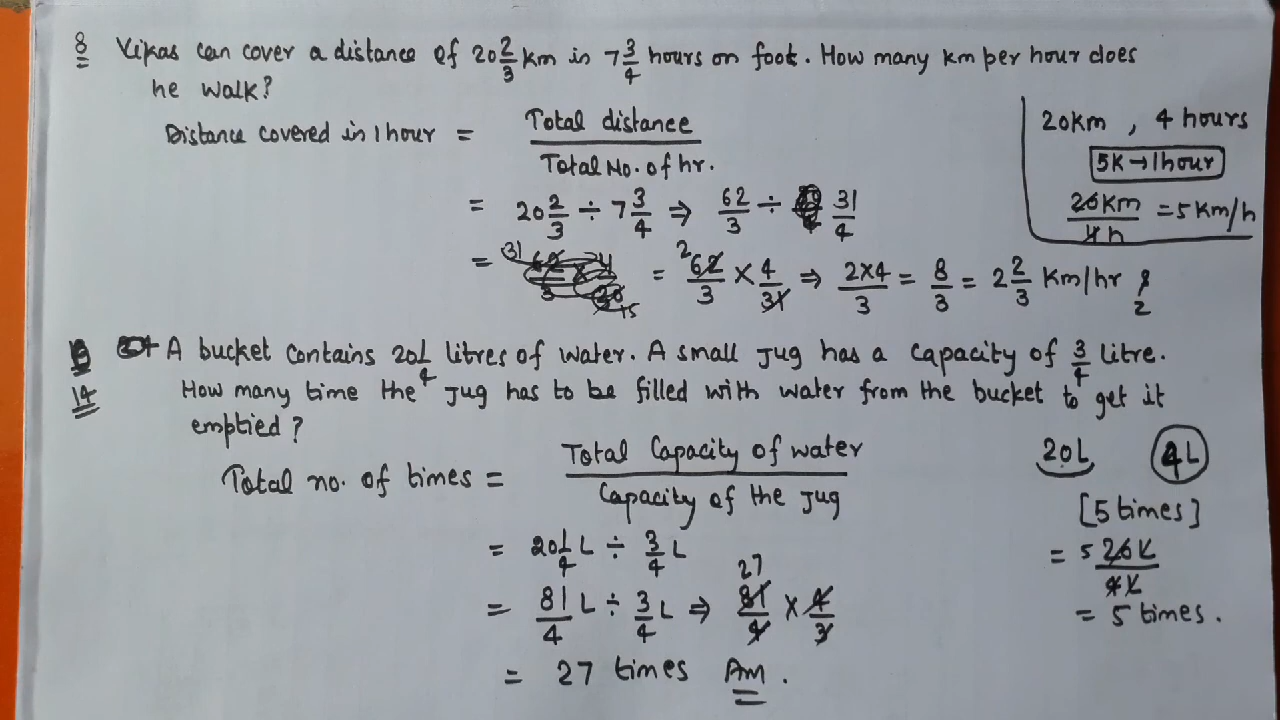 8 Vikas can cover a distance of 20 2/3 km in 7 3/4 hours on foot. How many km per hour does
he walk?
Distance covered in 1 hour = Total distance / Total No. of hr.
= 20 2/3 ÷ 7 3/4 ⇒ 62/3 ÷ 31/4
= = 62/3 × 4/31 ⇒ 2×4/3 = 8/3 = 2 2/3 Km/hr
20km , 4 hours
5K → 1hour
20Km/4h = 5 Km/h
14 A bucket contains 20 1/4 litres of water. A small Jug has a capacity of 3/4 litre.
How many time the Jug has to be filled with water from the bucket to get it
emptied?
Total no. of times = Total Capacity of water / Capacity of the Jug
= 20 1/4 L ÷ 3/4 L
= 81/4 L ÷ 3/4 L ⇒ 27 81/4 × 4/3
= 27 times Am.
20L 4L
[5 times]
= 5 20L/4L
= 5 times.